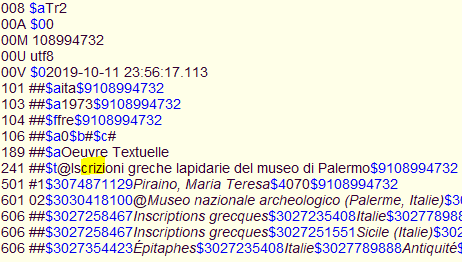 008 $aTr2
00A $00
00M 108994732
00U utf8
00V $02019-10-11 23:56:17.113
101 ##$aita$9108994732
103 ##$a1973$9108994732
104 ##$ffre$9108994732
106 ##$a0$b#$c#
189 ##$aOeuvre Textuelle
241 ##$t@Iscrizioni greche lapidarie del museo di Palermo$9108994732
501 #1$3074871129Piraino, Maria Teresa$4070$9108994732
601 02$3030418100@Museo nazionale archeologico (Palerme, Italie)$
606 ##$3027258467Inscriptions grecques$3027235408Italie$302778988
606 ##$3027258467Inscriptions grecques$3027251551Sicile (Italie)$3
606 ##$3027354423Épitaphes$3027235408Italie$3027789888Antiquité$